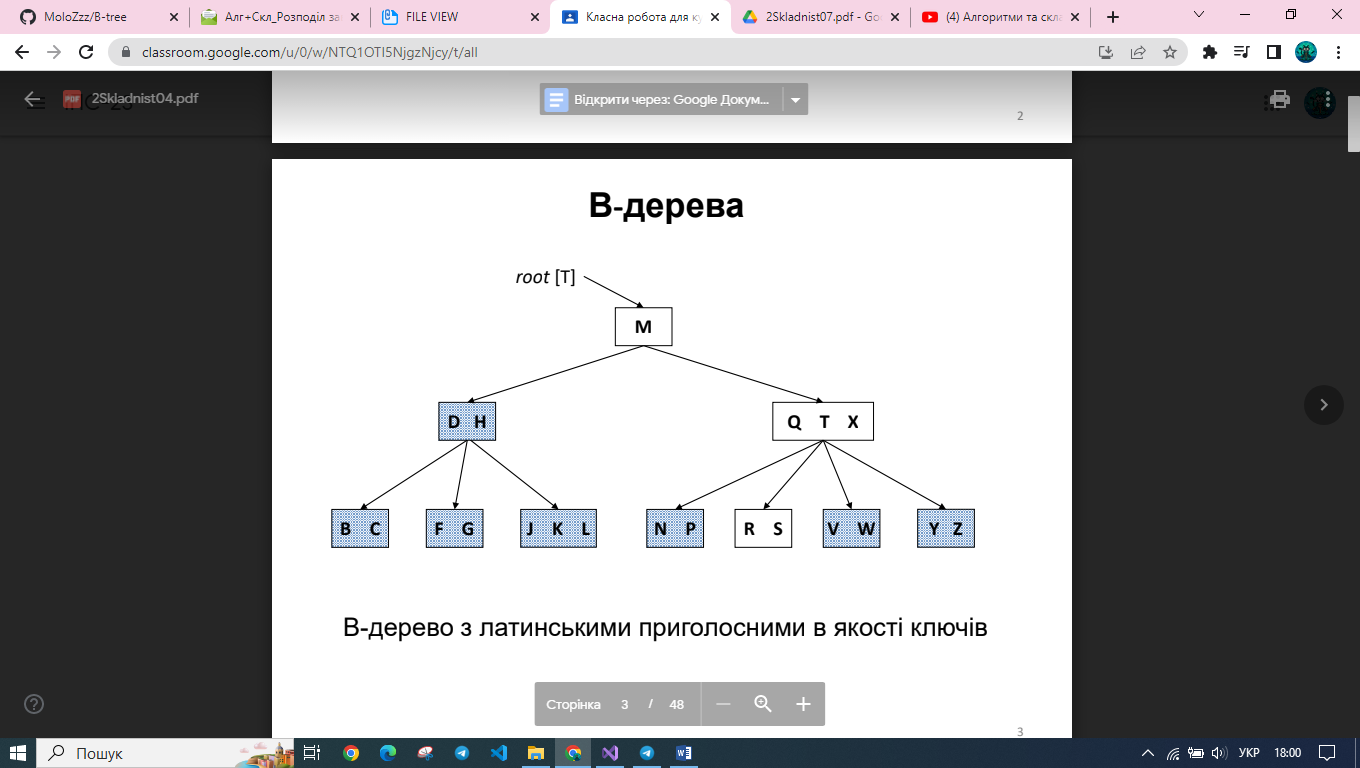 MoloZzz/B-tree
Алг+Скл_Розподіл за
FILE VIEW
Класна робота для ку
2Skladnist07.pdf - Go
(4) Алгоритми та скла
classroom.google.com/u/0/w/NTQ1OTI5NjgzNjcy/t/all
PDF
2Skladnist04.pdf
Відкрити через: Google Докум...
2
В-дерева
root [T]
M
D H
Q T X
B C
F G
J K L
N P
R S
V W
Y Z
В-дерево з латинськими приголосними в якості ключів
Сторінка 3 / 48
3
Пошук
УКР
18:00